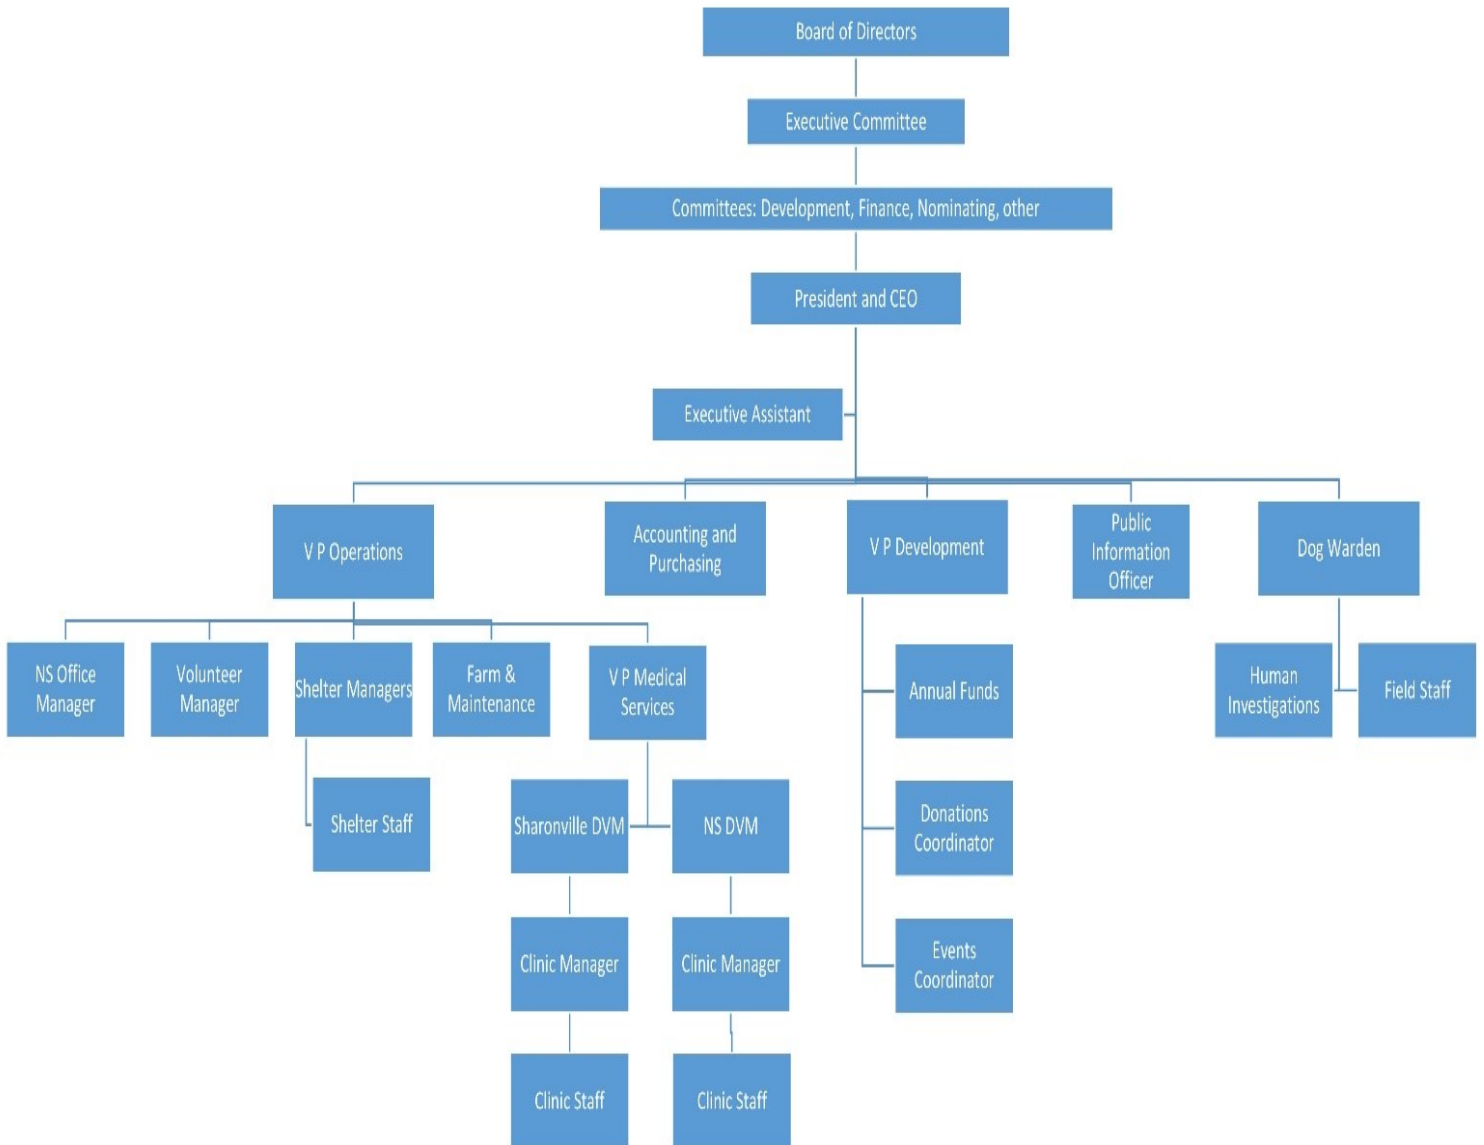 Board of Directors
Executive Committee
Committees: Development, Finance, Nominating, other
President and CEO
Executive Assistant
V P Operations
Accounting and
Purchasing
V P Development
Public
Information
Officer
Dog Warden
NS Office
Manager
Volunteer
Manager
Shelter Managers
Farm &
Maintenance
V P Medical
Services
Annual Funds
Human
Investigations
Field Staff
Shelter Staff
Sharonville DVM
NS DVM
Donations
Coordinator
Clinic Manager
Clinic Manager
Events
Coordinator
Clinic Staff
Clinic Staff